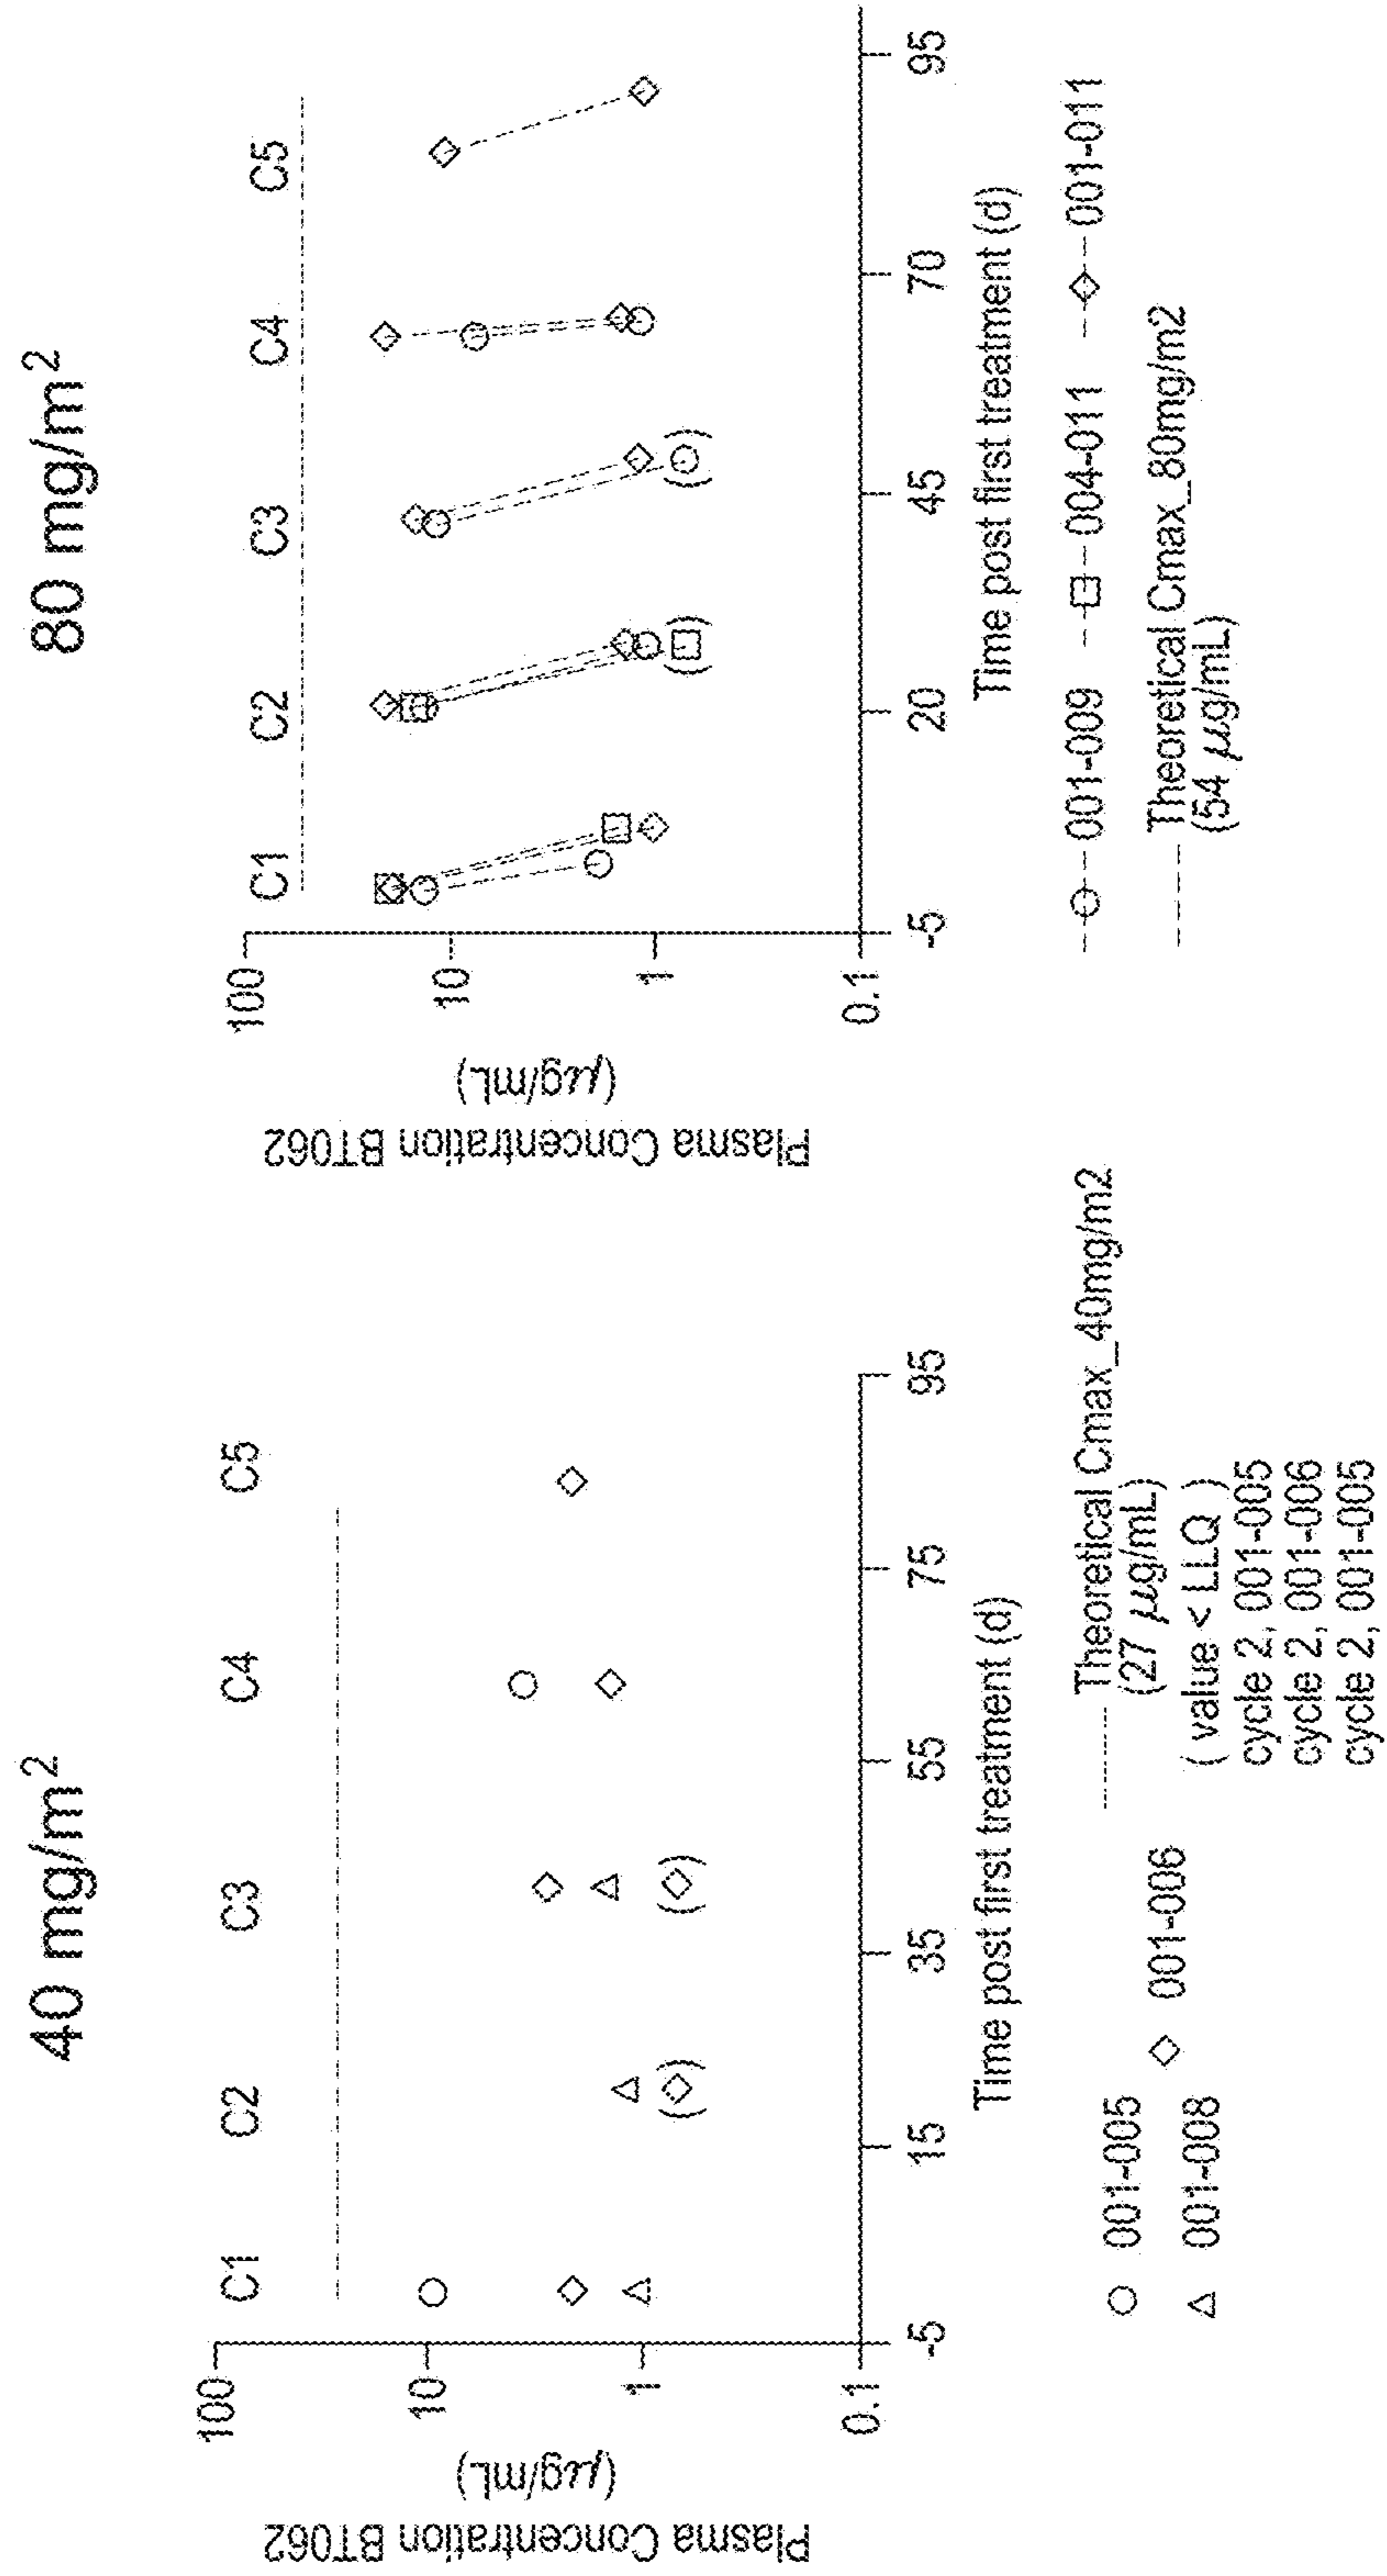 40 mg/m2
Plasma Concentration BT062
(µg/mL)
100
10
1
0.1
C1 C2 C3 C4 C5
( )
( )
-5 15 35 55 75 95
Time post first treatment (d)
001-005
001-006
001-008
Theoretical Cmax_40mg/m2
(27 µg/mL)
( value < LLQ )
cycle 2, 001-005
cycle 2, 001-006
cycle 2, 001-005
80 mg/m2
Plasma Concentration BT062
(µg/mL)
100
10
1
0.1
C1 C2 C3 C4 C5
( )
( )
-5 20 45 70 95
Time post first treatment (d)
001-009 004-011 001-011
Theoretical Cmax_80mg/m2
(54 µg/mL)